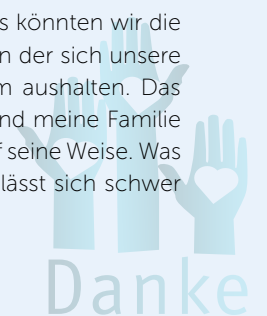 s könnten wir die
n der sich unsere
m aushalten. Das
nd meine Familie
f seine Weise. Was
lässt sich schwer
Danke